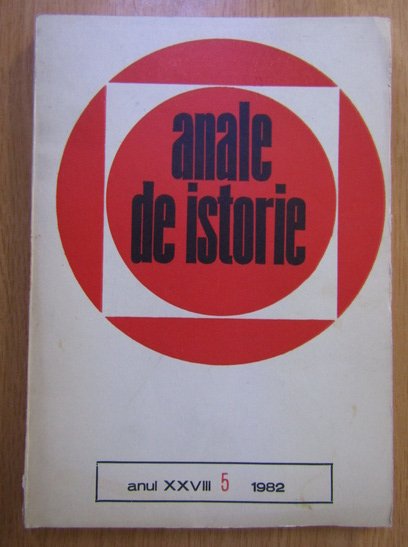 anale
de istorie
anul XXVIII 5 1982